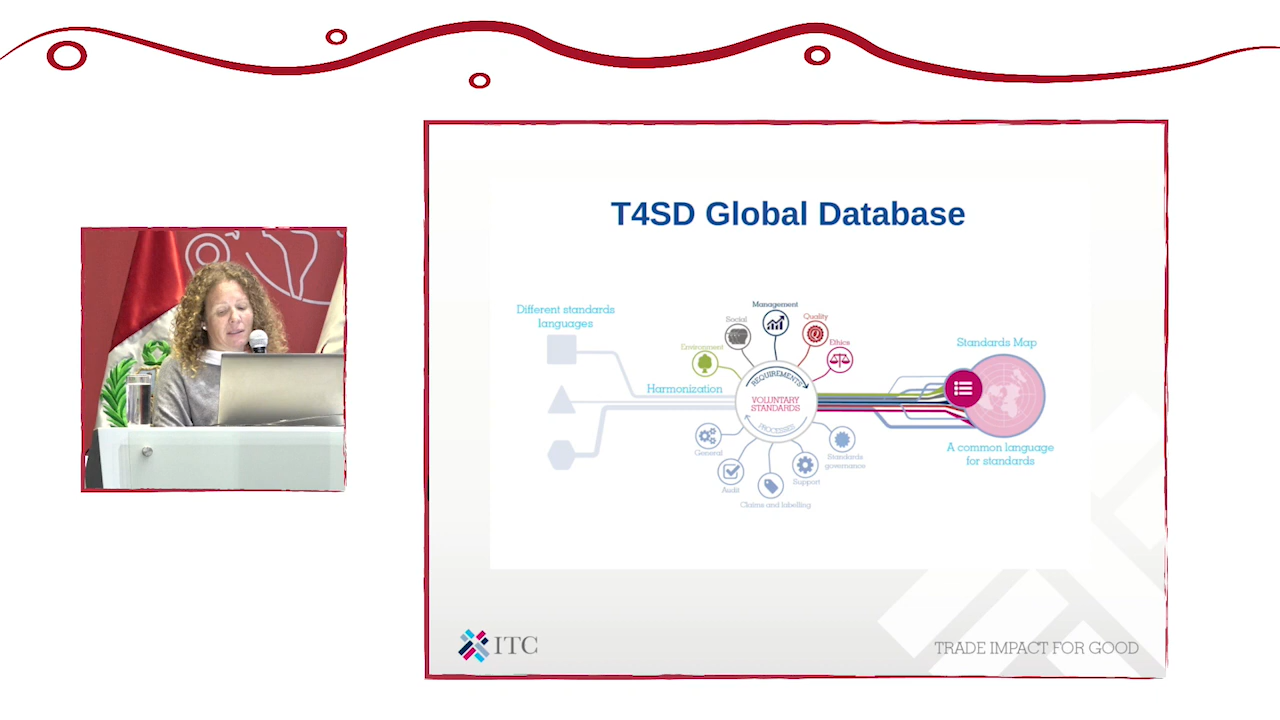 T4SD Global Database
Different standards
languages
Harmonization
Environment
Social
Management
Quality
Ethics
REQUIREMENTS
VOLUNTARY
STANDARDS
PROCESSES
General
Audit
Claims and labelling
Support
Standards
governance
Standards Map
A common language
for standards
ITC
TRADE IMPACT FOR GOOD